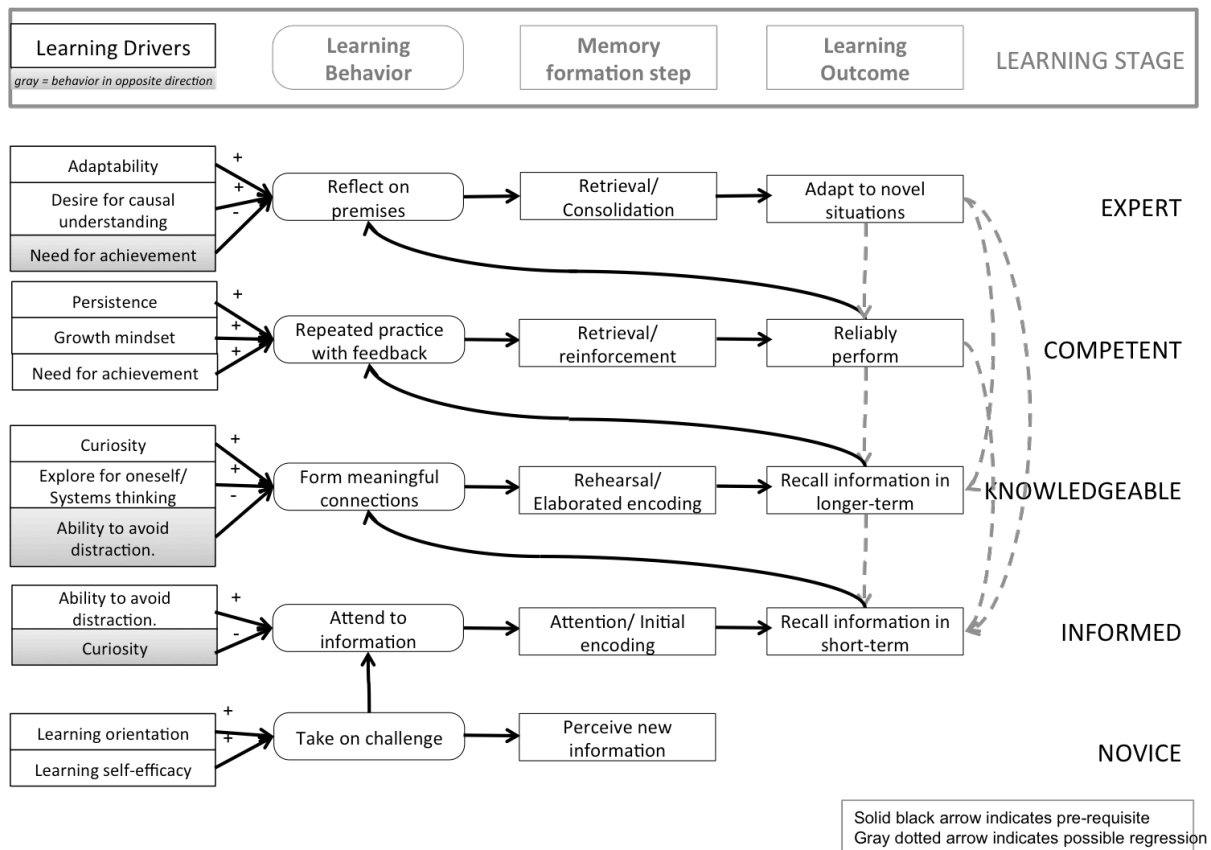 Learning Drivers
gray = behavior in opposite direction
Learning
Behavior
Memory
formation step
Learning
Outcome
LEARNING STAGE
Adaptability
Desire for causal
understanding
Need for achievement
+
+
-
Reflect on
premises
Retrieval/
Consolidation
Adapt to novel
situations
EXPERT
Persistence
Growth mindset
Need for achievement
+
+
+
Repeated practice
with feedback
Retrieval/
reinforcement
Reliably
perform
COMPETENT
Curiosity
Explore for oneself/
Systems thinking
Ability to avoid
distraction.
+
+
-
Form meaningful
connections
Rehearsal/
Elaborated encoding
Recall information in
longer-term
KNOWLEDGEABLE
Ability to avoid
distraction.
Curiosity
+
-
Attend to
information
Attention/ Initial
encoding
Recall information in
short-term
INFORMED
Learning orientation
Learning self-efficacy
+
+
Take on challenge
Perceive new
information
NOVICE
Solid black arrow indicates pre-requisite
Gray dotted arrow indicates possible regression